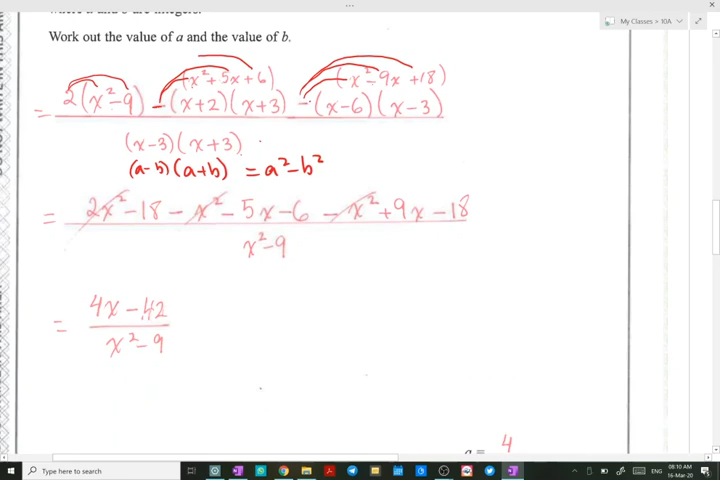 My Classes > 10A
Work out the value of a and the value of b.
(x²+5x+6) (x²-9x+18)
= 2(x²-9) -(x+2)(x+3) -(x-6)(x-3)
(x-3)(x+3)
(a-b)(a+b) = a²-b²
= 2x²-18-x²-5x-6 -x²+9x-18
x²-9
= 4x-42
x²-9
a = 4
Type here to search
ENG
08:10 AM
16-Mar-20